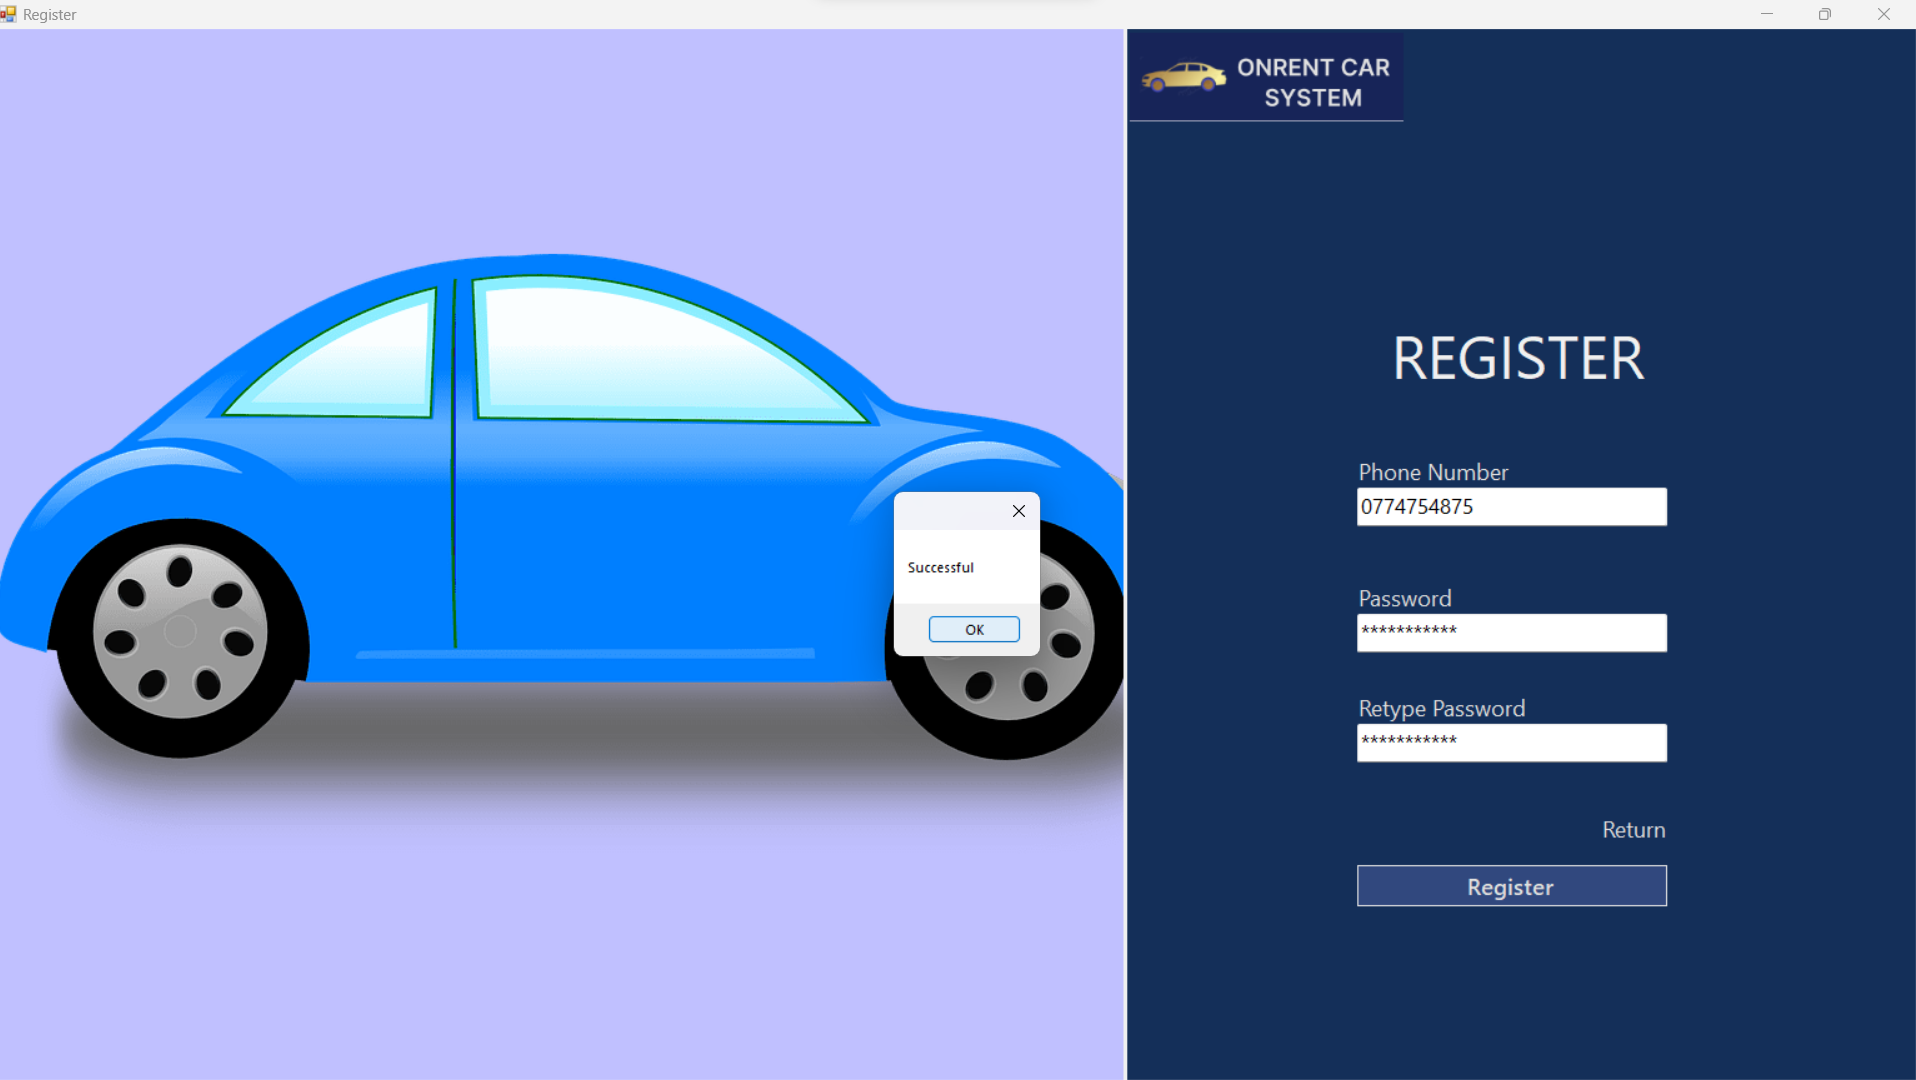 Register
ONRENT CAR
SYSTEM
REGISTER
Phone Number
0774754875
Password
***********
Retype Password
***********
Return
Register
Successful
OK